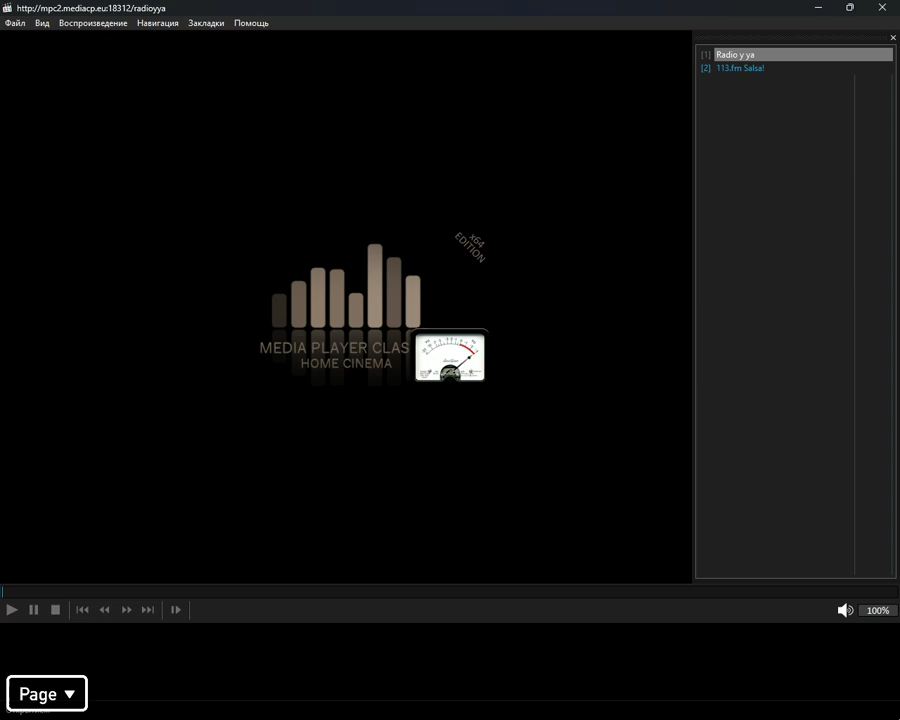 http://mpc2.mediacp.eu:18312/radioyya
Файл Вид Воспроизведение Навигация Закладки Помощь
[1] Radio y ya
[2] 113.fm Salsa!
x64
EDITION
MEDIA PLAYER CLAS
HOME CINEMA
100%
Page